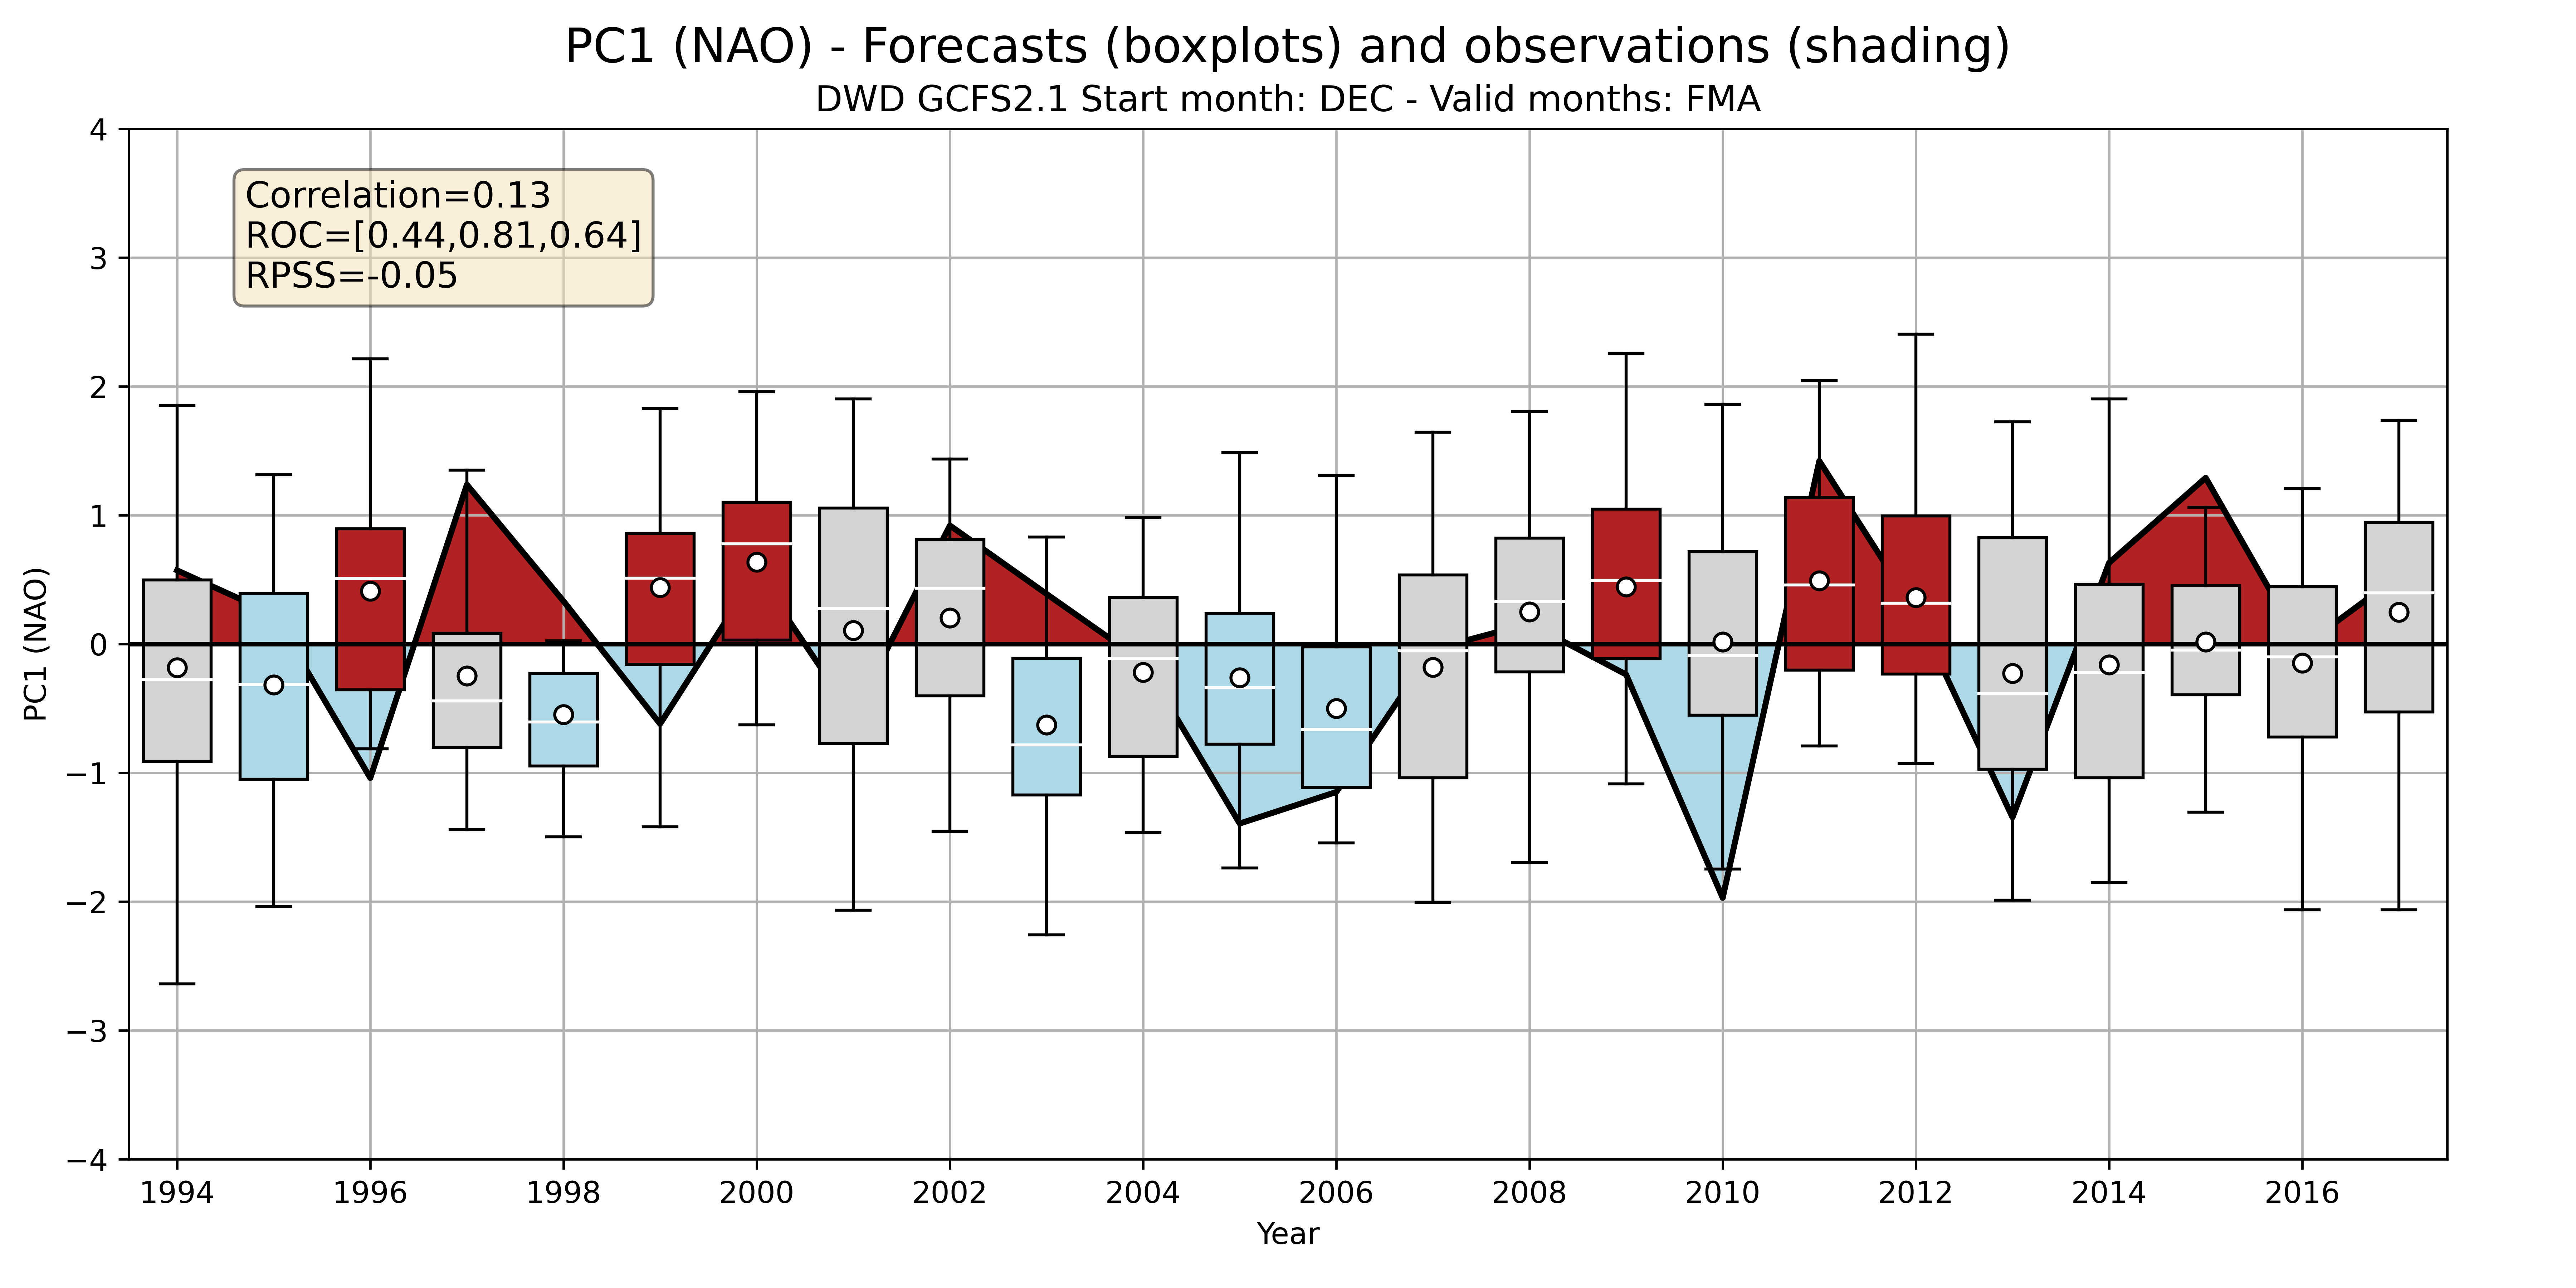 PC1 (NAO) - Forecasts (boxplots) and observations (shading)
DWD GCFS2.1 Start month: DEC - Valid months: FMA
Correlation=0.13
ROC=[0.44,0.81,0.64]
RPSS=-0.05
PC1 (NAO)
4
3
2
1
0
−1
−2
−3
−4
1994 1996 1998 2000 2002 2004 2006 2008 2010 2012 2014 2016
Year